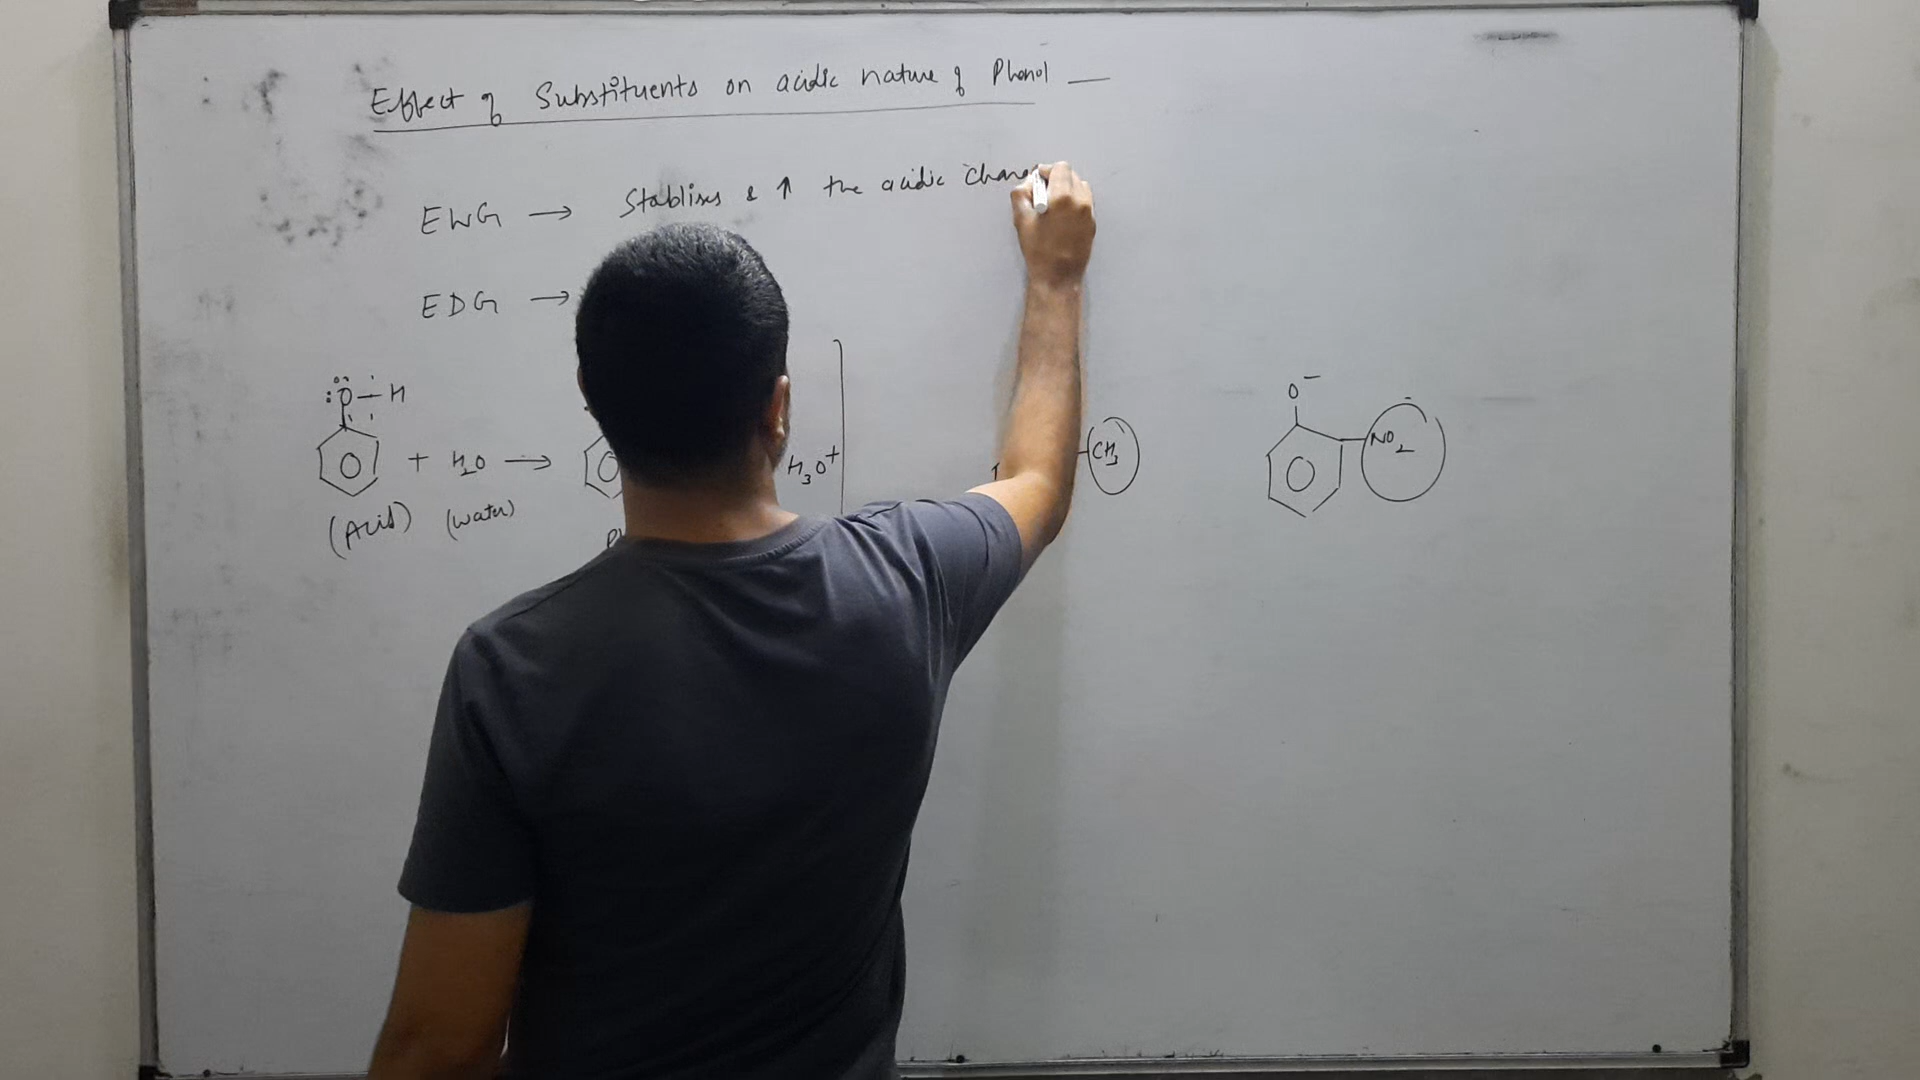 Effect of Substituents on acidic nature of Phenol —
EWG → Stablises & ↑ the acidic chara
EDG →
:O–H
+ H2O →
H3O+
CH3
O–
NO2
(Acid) (water)